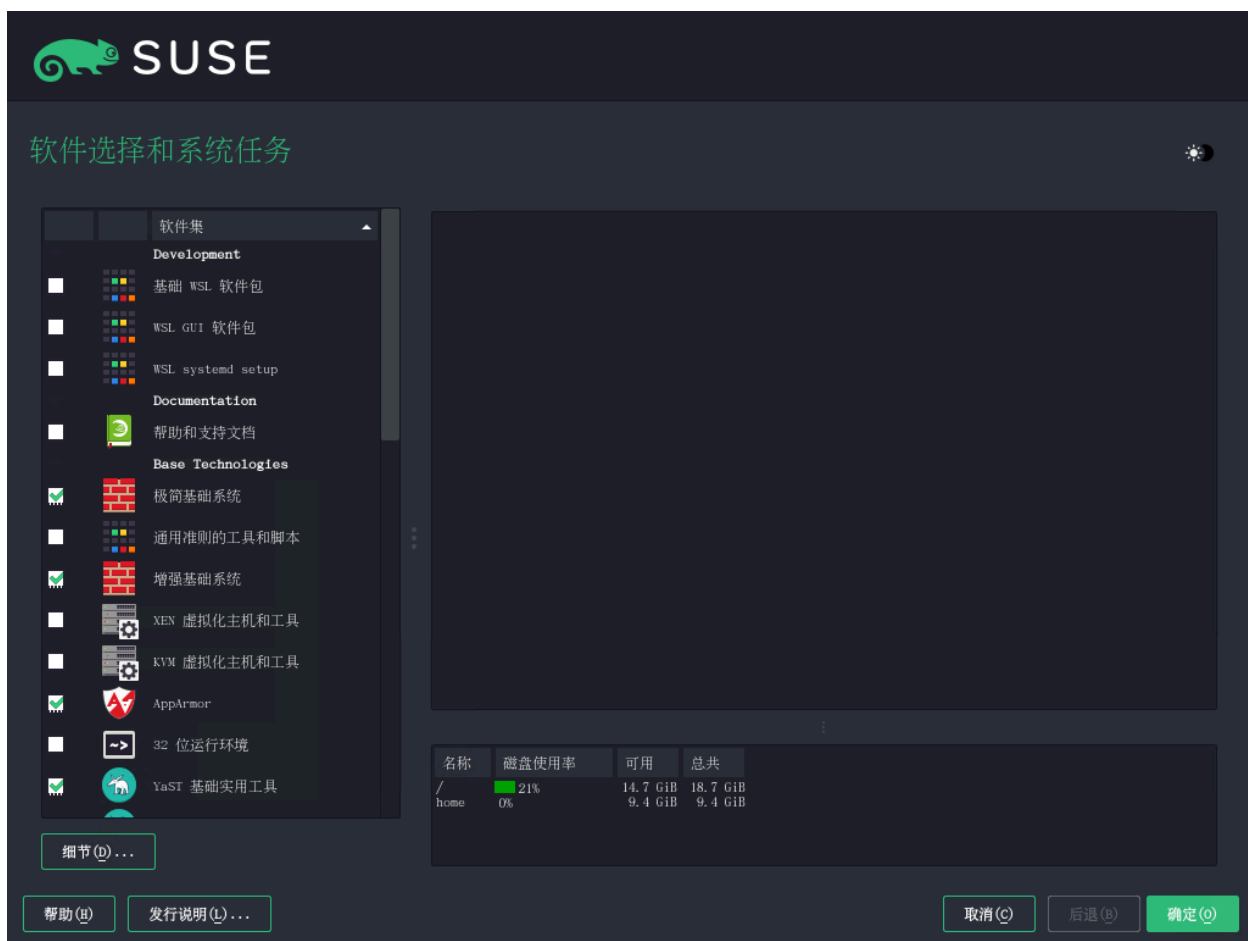 SUSE
软件选择和系统任务
软件集
Development
基础 WSL 软件包
WSL GUI 软件包
WSL systemd setup
Documentation
帮助和支持文档
Base Technologies
极简基础系统
通用准则的工具和脚本
增强基础系统
XEN 虚拟化主机和工具
KVM 虚拟化主机和工具
AppArmor
32 位运行环境
YaST 基础实用工具
名称 磁盘使用率 可用 总共
/ 21% 14.7 GiB 18.7 GiB
home 0% 9.4 GiB 9.4 GiB
细节(D)...
帮助(H) 发行说明(L)... 取消(C) 后退(B) 确定(O)